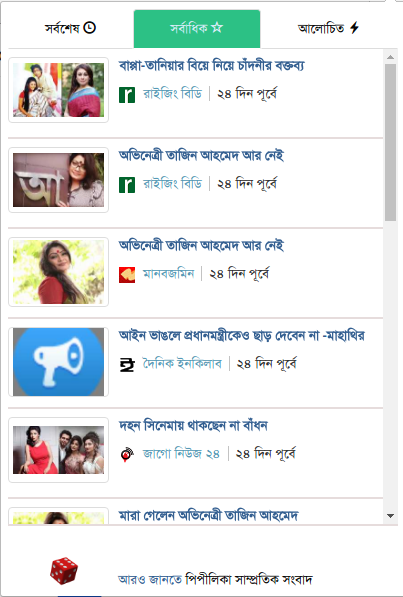 সর্বশেষ সর্বাধিক আলোচিত
বাপ্পা-তানিয়ার বিয়ে নিয়ে চাঁদনীর বক্তব্য
রাইজিং বিডি ২৪ দিন পূর্বে
অভিনেত্রী তাজিন আহমেদ আর নেই
আ
রাইজিং বিডি ২৪ দিন পূর্বে
অভিনেত্রী তাজিন আহমেদ আর নেই
মানবজমিন ২৪ দিন পূর্বে
আইন ভাঙলে প্রধানমন্ত্রীকেও ছাড় দেবেন না -মাহাথির
দৈনিক ইনকিলাব ২৪ দিন পূর্বে
দহন সিনেমায় থাকছেন না বাঁধন
জাগো নিউজ ২৪ ২৪ দিন পূর্বে
মারা গেলেন অভিনেত্রী তাজিন আহমেদ
আরও জানতে পিপীলিকা সাম্প্রতিক সংবাদ